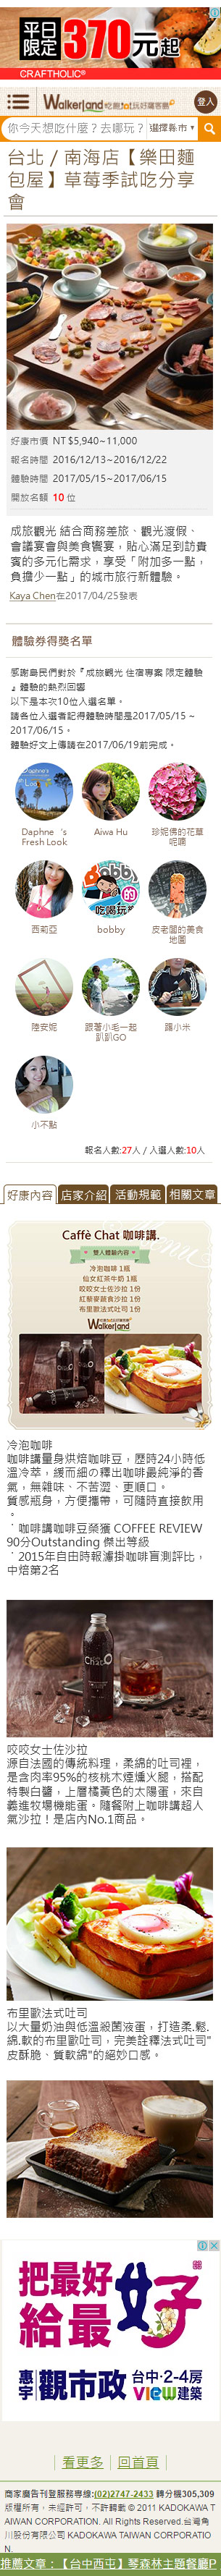 平日
限定
370元起
CRAFTHOLIC®
WalkerLand
登入
你今天想吃什麼？去哪玩？
選擇縣市
台北 / 南海店【樂田麵
包屋】草莓季試吃分享
會
好康市價 NT $5,940~11,000
報名時間 2016/12/13~2016/12/22
體驗時間 2017/05/15~2017/06/15
開放名額 10 位
成旅觀光 結合商務差旅、觀光渡假、
會議宴會與美食饗宴，貼心滿足到訪貴
賓的多元化需求，享受「附加多一點，
負擔少一點」的城市旅行新體驗。
Kaya Chen在2017/04/25發表
體驗券得獎名單
感謝島民們對於『成旅觀光 住宿專案 限定體驗
』體驗的熱烈回響
以下是本次10位入選名單。
請各位入選者記得體驗時間是2017/05/15 ~
2017/06/15。
體驗好文上傳請在2017/06/19前完成。
Daphne‘s
Fresh Look
Aiwa Hu
珍妮佛的花草
呢喃
西莉亞
bobby
皮老闆的美食
地圖
陸安妮
跟著小毛一起
趴趴GO
蹓小米
小不點
報名人數:27人 / 入選人數:10人
好康內容
店家介紹
活動規範
相關文章
Caffè Chat 咖啡講.
雙人體驗內容
冷泡咖啡 1瓶
仙女紅茶牛奶 1瓶
咬咬女士佐沙拉 1份
紅藜麥蔬食沙拉 1份
布里歐法式吐司 1份
WalkerLand
冷泡咖啡
咖啡講量身烘焙咖啡豆，歷時24小時低
溫冷萃，緩而細の釋出咖啡最純淨的香
氣，無雜味、不苦澀、更順口。
質感瓶身，方便攜帶，可隨時直接飲用
。
˙咖啡講咖啡豆榮獲 COFFEE REVIEW
90分Outstanding 傑出等級
˙2015年自由時報濾掛咖啡盲測評比，
中焙第2名
咬咬女士佐沙拉
源自法國的傳統料理，柔綿的吐司裡，
是含肉率95%的核桃木煙燻火腿，搭配
特製白醬，上層橘黃色的太陽蛋，來自
義進牧場機能蛋。隨餐附上咖啡講超人
氣沙拉！是店內No.1商品。
布里歐法式吐司
以大量奶油與低溫殺菌液蛋，打造柔.鬆.
綿.軟的布里歐吐司，完美詮釋法式吐司"
皮酥脆、質軟綿"的絕妙口感。
把最好
給最好
惠宇 觀市政
台中·2-4房
view建築
看更多
回首頁
商家廣告刊登服務專線:(02)2747-2433 轉分機305,309
版權所有，未經許可，不許轉載 © 2011 KADOKAWA T
AIWAN CORPORATION. All Rights Reserved.台灣角
川股份有限公司 KADOKAWA TAIWAN CORPORATIO
N.
推薦文章：【台中西屯】琴森林主題餐廳P